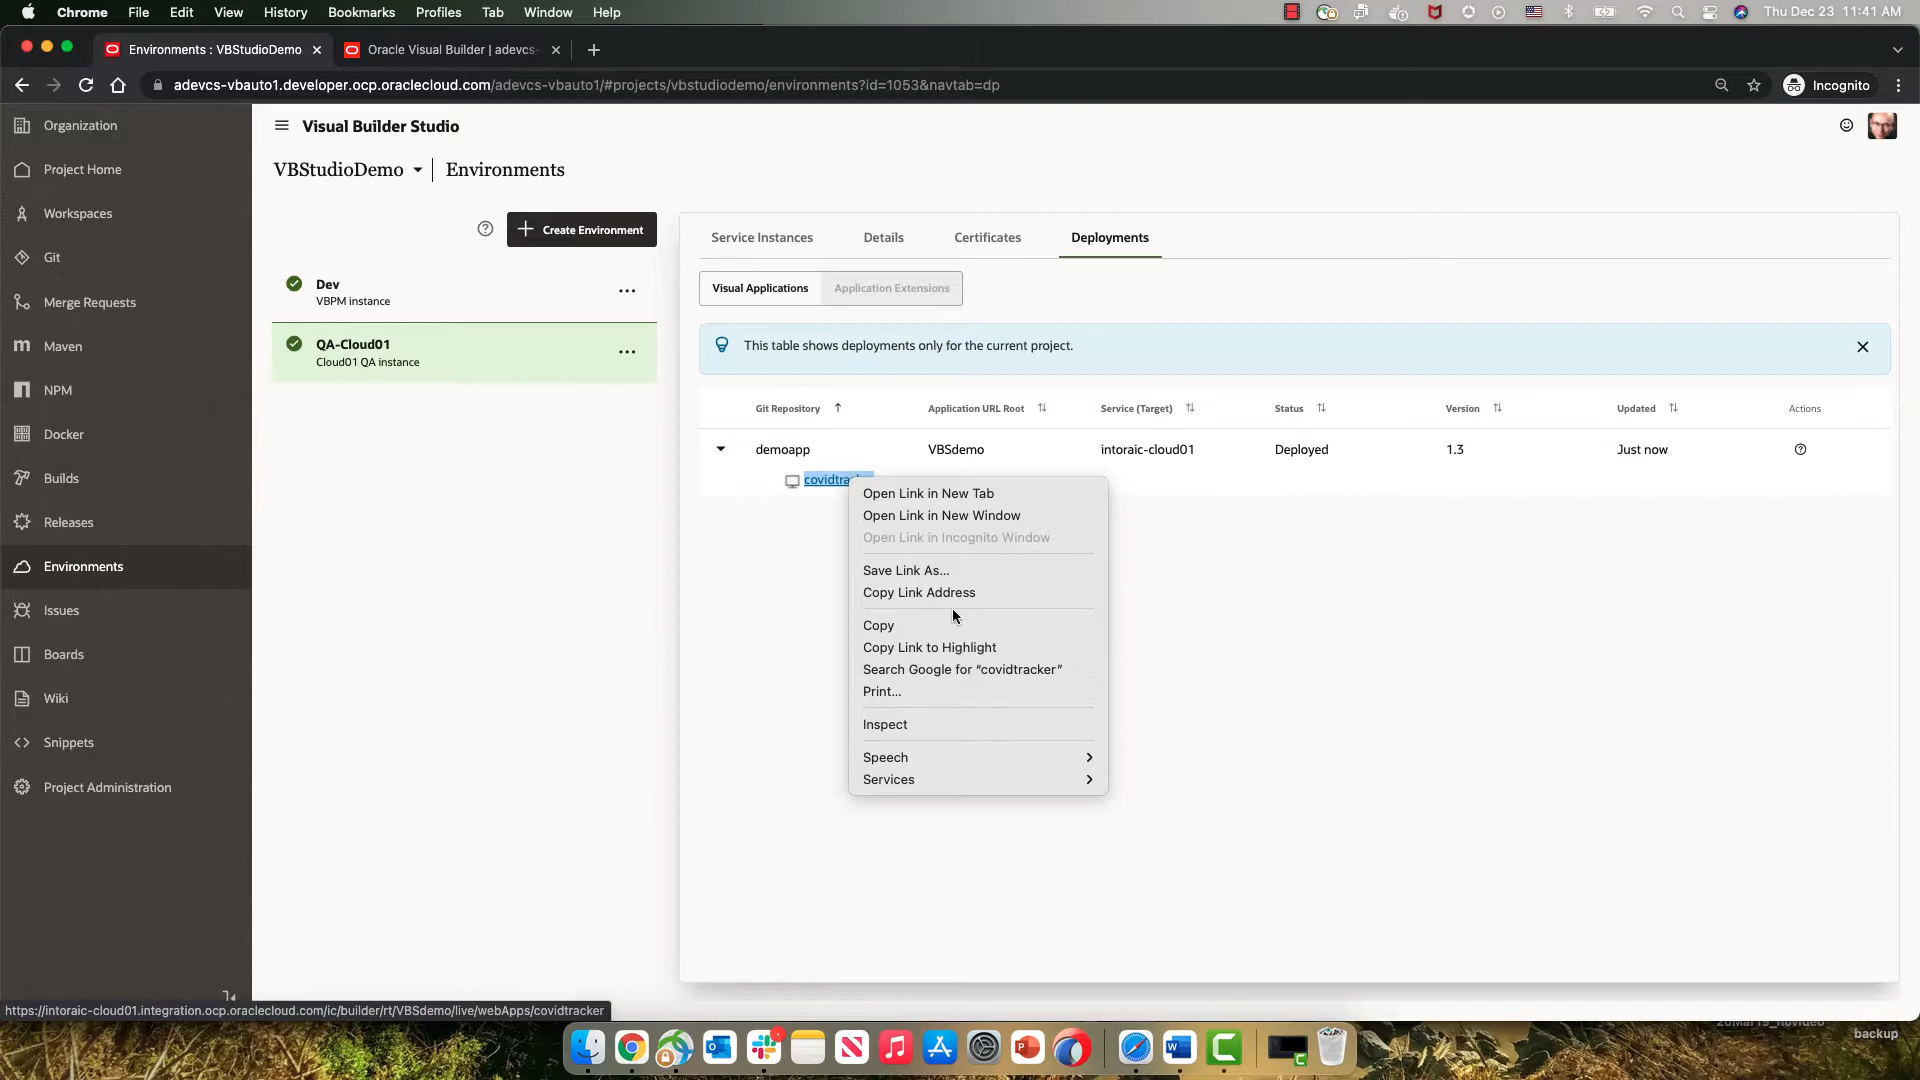 Chrome File Edit View History Bookmarks Profiles Tab Window Help
Thu Dec 23 11:41 AM
Environments : VBStudioDemo
Oracle Visual Builder | adevcs-
adevcs-vbauto1.developer.ocp.oraclecloud.com/adevcs-vbauto1/#projects/vbstudiodemo/environments?id=1053&navtab=dp
Incognito
Organization
Project Home
Workspaces
Git
Merge Requests
Maven
NPM
Docker
Builds
Releases
Environments
Issues
Boards
Wiki
Snippets
Project Administration
Visual Builder Studio
VBStudioDemo
Environments
Create Environment
Dev
VBPM instance
QA-Cloud01
Cloud01 QA instance
Service Instances Details Certificates Deployments
Visual Applications Application Extensions
This table shows deployments only for the current project.
Git Repository Application URL Root Service (Target) Status Version Updated Actions
demoapp VBSdemo intoraic-cloud01 Deployed 1.3 Just now
Open Link in New Tab
Open Link in New Window
Open Link in Incognito Window
Save Link As...
Copy Link Address
Copy
Copy Link to Highlight
Search Google for “covidtracker”
Print...
Inspect
Speech
Services
https://intoraic-cloud01.integration.ocp.oraclecloud.com/ic/builder/rt/VBSdemo/live/webApps/covidtracker
backup